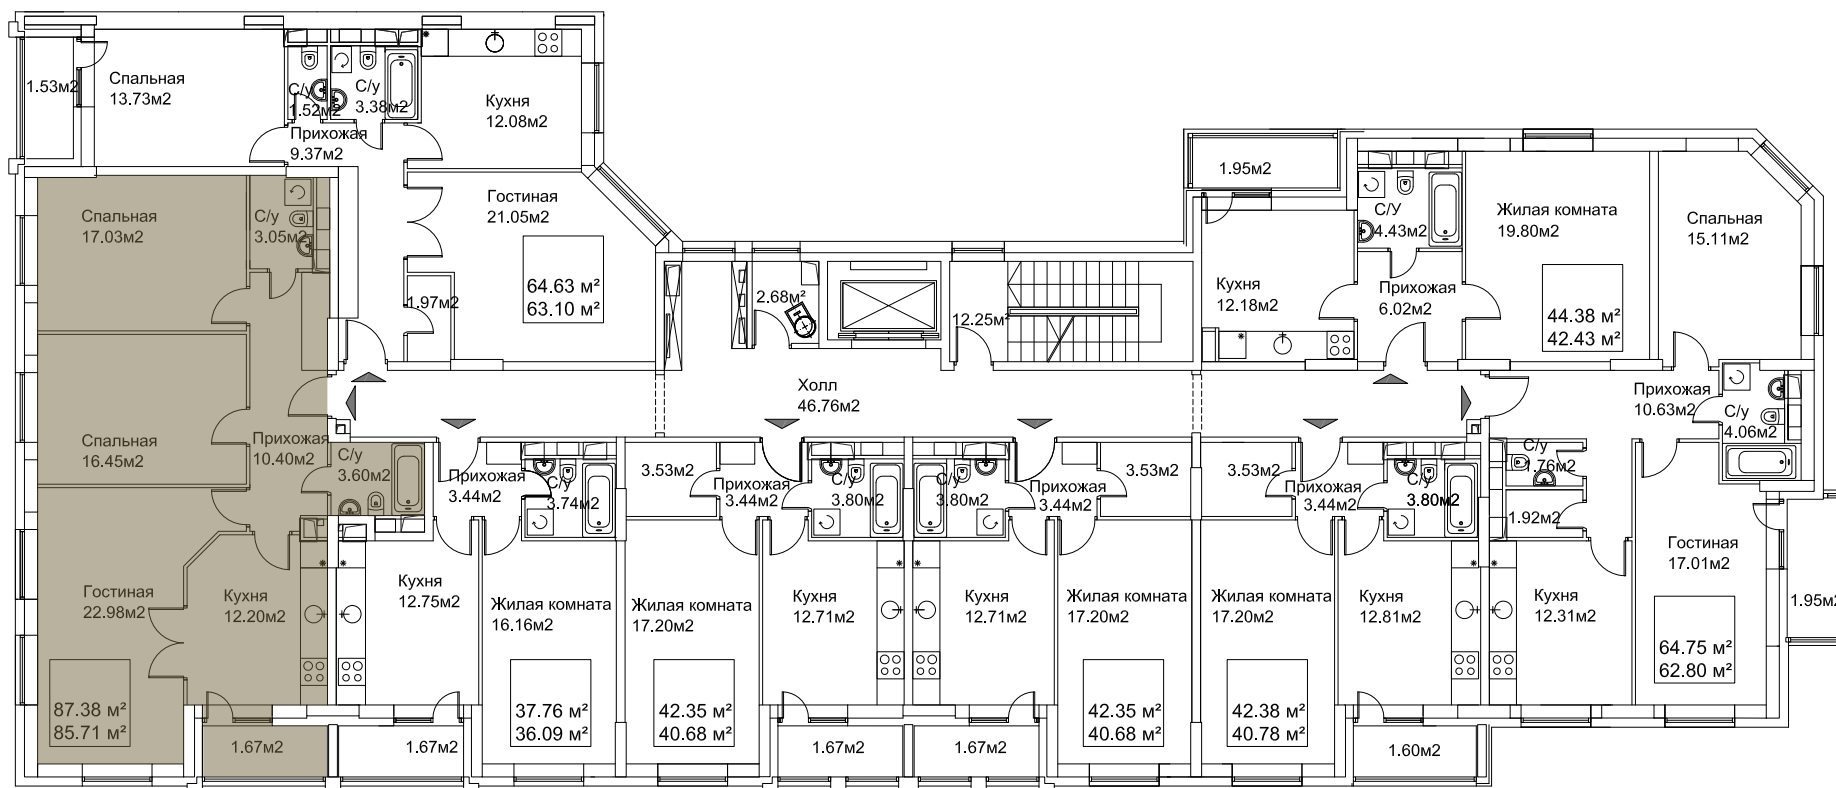 1.53м2
Спальная
13.73м2
С/у
1.52м2
С/у
3.38м2
Прихожая
9.37м2
Кухня
12.08м2
Гостиная
21.05м2
64.63 м²
63.10 м²
1.97м2
Спальная
17.03м2
С/у
3.05м2
Спальная
16.45м2
Прихожая
10.40м2
С/у
3.60м2
Гостиная
22.98м2
Кухня
12.20м2
87.38 м²
85.71 м²
1.67м2
2.68м²
12.25м²
Холл
46.76м2
1.95м2
Кухня
12.18м2
С/У
4.43м2
Прихожая
6.02м2
Жилая комната
19.80м2
44.38 м²
42.43 м²
Спальная
15.11м2
Прихожая
10.63м2
С/у
4.06м2
1.76м2
1.92м2
Гостиная
17.01м2
Кухня
12.31м2
64.75 м²
62.80 м²
1.95м2
Прихожая
3.44м2
С/у
3.74м2
Кухня
12.75м2
Жилая комната
16.16м2
37.76 м²
36.09 м²
1.67м2
3.53м2
Прихожая
3.44м2
С/у
3.80м2
Жилая комната
17.20м2
Кухня
12.71м2
42.35 м²
40.68 м²
1.67м2
С/у
3.80м2
Прихожая
3.44м2
3.53м2
Кухня
12.71м2
Жилая комната
17.20м2
42.35 м²
40.68 м²
1.67м2
3.53м2
Прихожая
3.44м2
С/у
3.80м2
Жилая комната
17.20м2
Кухня
12.81м2
42.38 м²
40.78 м²
1.60м2